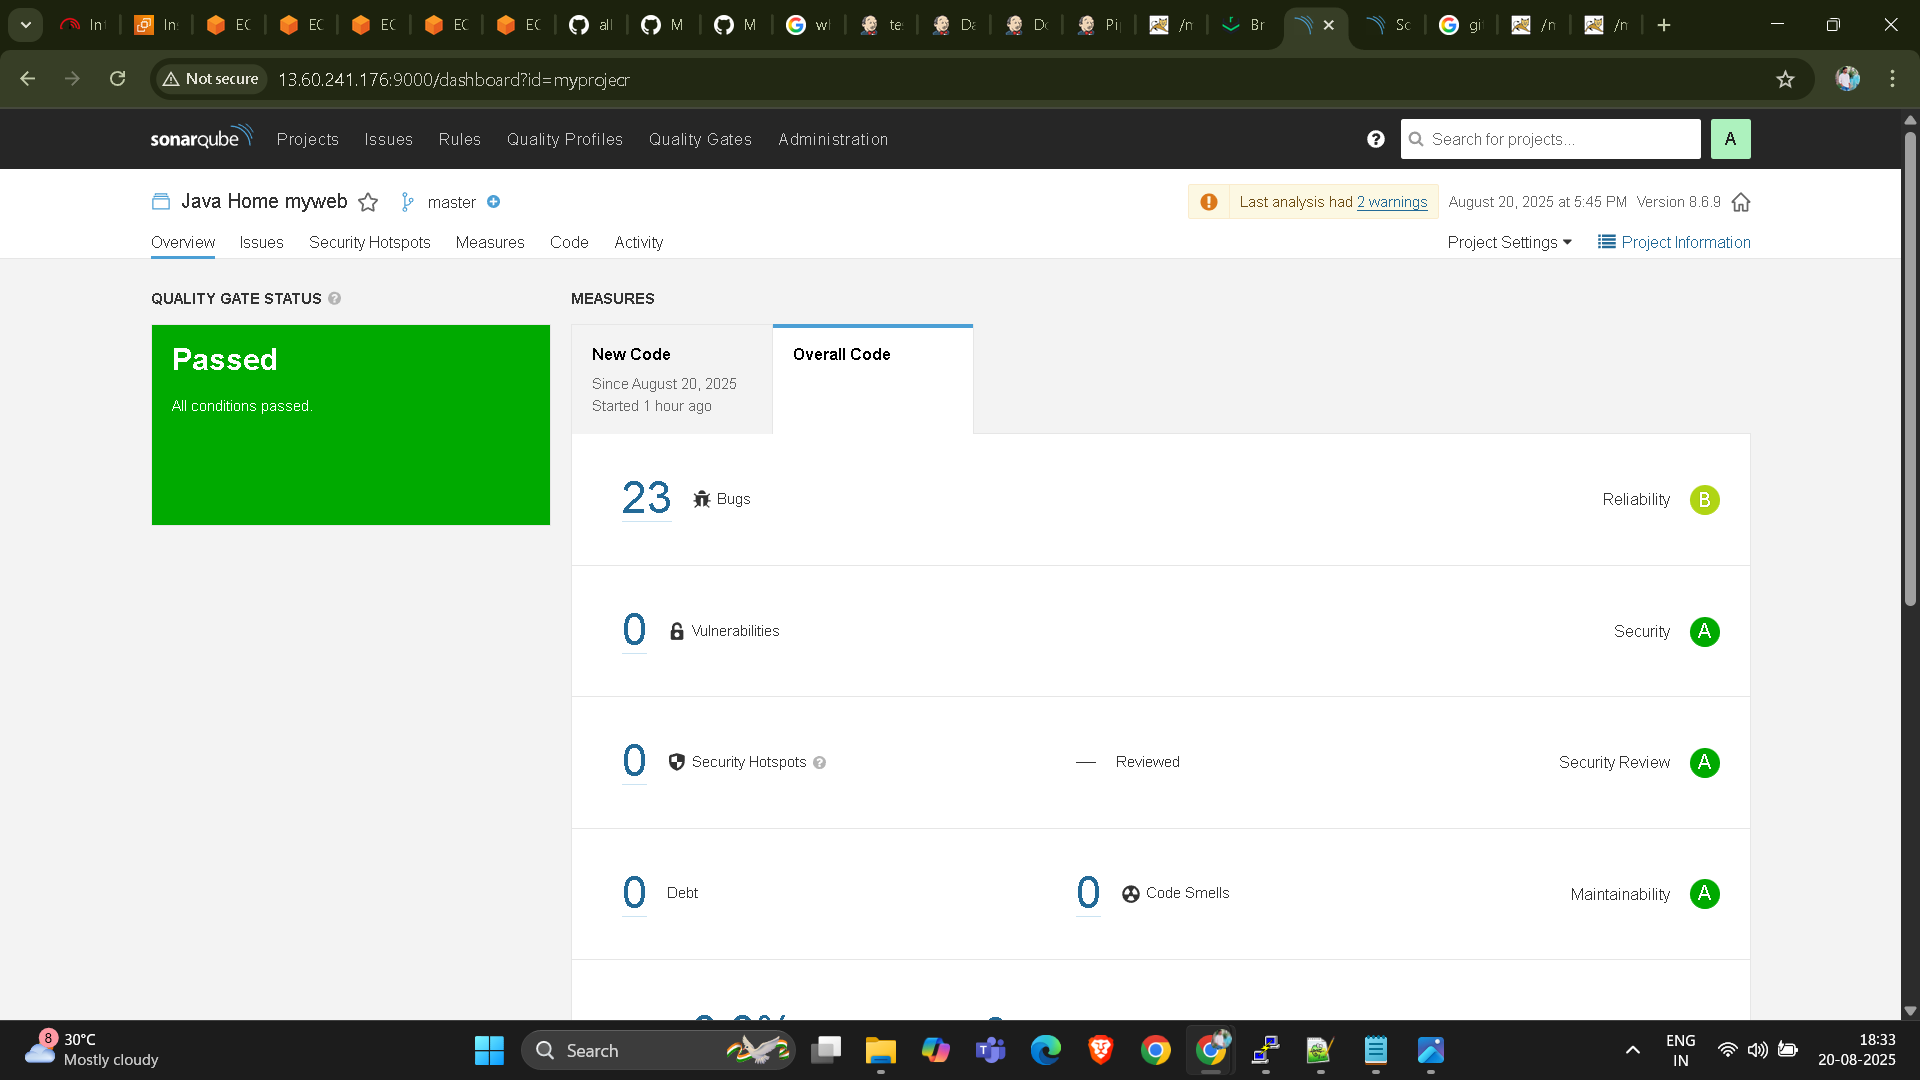 In
In
EC
EC
EC
EC
EC
all
M
M
wh
te
Da
De
Pi
/m
Br
Sc
gi
/m
/m
Not secure
13.60.241.176:9000/dashboard?id=myprojecr
sonarqube
Projects
Issues
Rules
Quality Profiles
Quality Gates
Administration
Search for projects...
A
Java Home myweb
master
Last analysis had 2 warnings
August 20, 2025 at 5:45 PM
Version 8.6.9
Overview
Issues
Security Hotspots
Measures
Code
Activity
Project Settings
Project Information
QUALITY GATE STATUS
MEASURES
Passed
All conditions passed.
New Code
Since August 20, 2025
Started 1 hour ago
Overall Code
23
Bugs
Reliability
B
0
Vulnerabilities
Security
A
0
Security Hotspots
Reviewed
Security Review
A
0
Debt
0
Code Smells
Maintainability
A
8
30°C
Mostly cloudy
Search
ENG
IN
18:33
20-08-2025